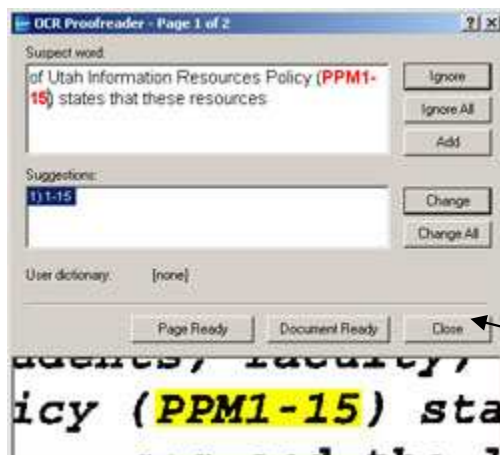 OCR Proofreader - Page 1 of 2
Suspect word:
of Utah Information Resources Policy (PPM1-
15) states that these resources
Ignore
Ignore All
Add
Suggestions:
1) 1-15
Change
Change All
User dictionary: [none]
Page Ready Document Ready Close
udents, faculty,
icy (PPM1-15) sta